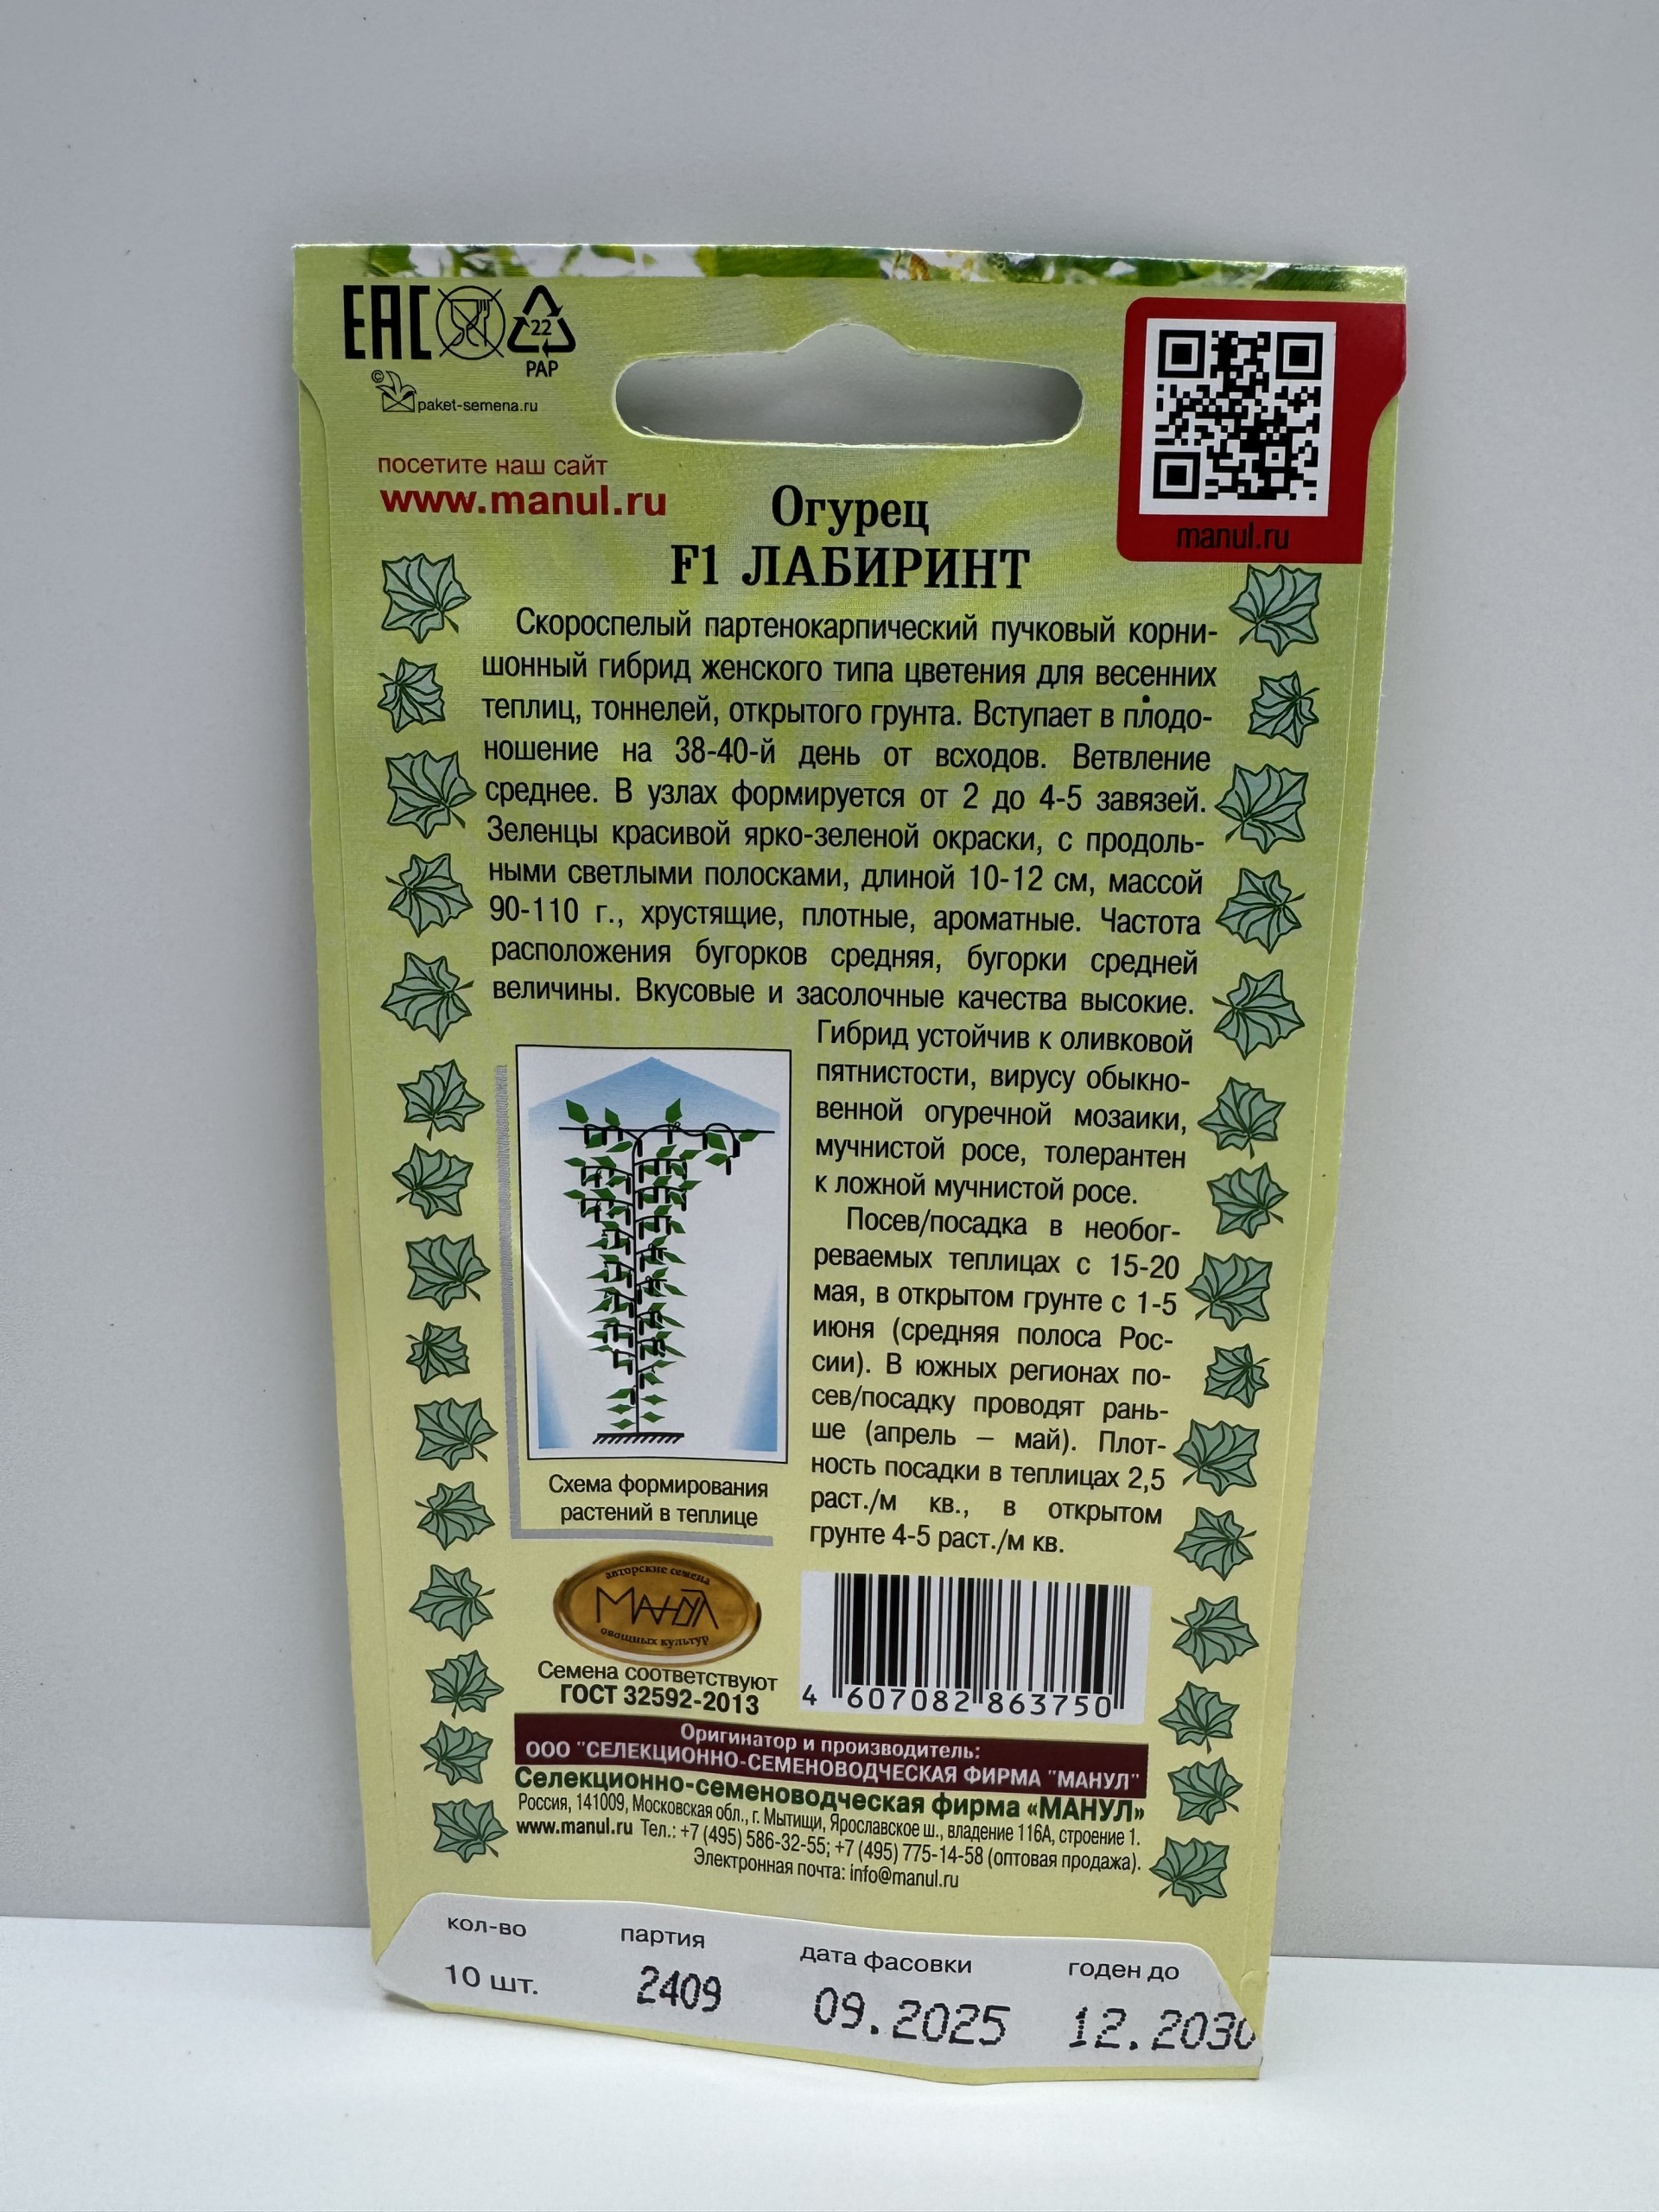 ЕАС
22
PAP
©
paket-semena.ru
посетите наш сайт
www.manul.ru
manul.ru
Огурец
F1 ЛАБИРИНТ
Скороспелый партенокарпический пучковый корни-
шонный гибрид женского типа цветения для весенних
теплиц, тоннелей, открытого грунта. Вступает в плодо-
ношение на 38-40-й день от всходов. Ветвление
среднее. В узлах формируется от 2 до 4-5 завязей.
Зеленцы красивой ярко-зеленой окраски, с продоль-
ными светлыми полосками, длиной 10-12 см, массой
90-110 г., хрустящие, плотные, ароматные. Частота
расположения бугорков средняя, бугорки средней
величины. Вкусовые и засолочные качества высокие.
Гибрид устойчив к оливковой
пятнистости, вирусу обыкно-
венной огуречной мозаики,
мучнистой росе, толерантен
к ложной мучнистой росе.
Посев/посадка в необог-
реваемых теплицах с 15-20
мая, в открытом грунте с 1-5
июня (средняя полоса Рос-
сии). В южных регионах по-
сев/посадку проводят рань-
ше (апрель – май). Плот-
ность посадки в теплицах 2,5
раст./м кв., в открытом
грунте 4-5 раст./м кв.
Схема формирования
растений в теплице
авторские семена
МАНУЛ
овощных культур
Семена соответствуют
ГОСТ 32592-2013
4 607082 863750
Оригинатор и производитель:
ООО "СЕЛЕКЦИОННО-СЕМЕНОВОДЧЕСКАЯ ФИРМА "МАНУЛ"
Селекционно-семеноводческая фирма «МАНУЛ»
Россия, 141009, Московская обл., г. Мытищи, Ярославское ш., владение 116А, строение 1.
www.manul.ru Тел.: +7 (495) 586-32-55; +7 (495) 775-14-58 (оптовая продажа).
Электронная почта: info@manul.ru
кол-во партия дата фасовки годен до
10 шт. 2409 09.2025 12.2030